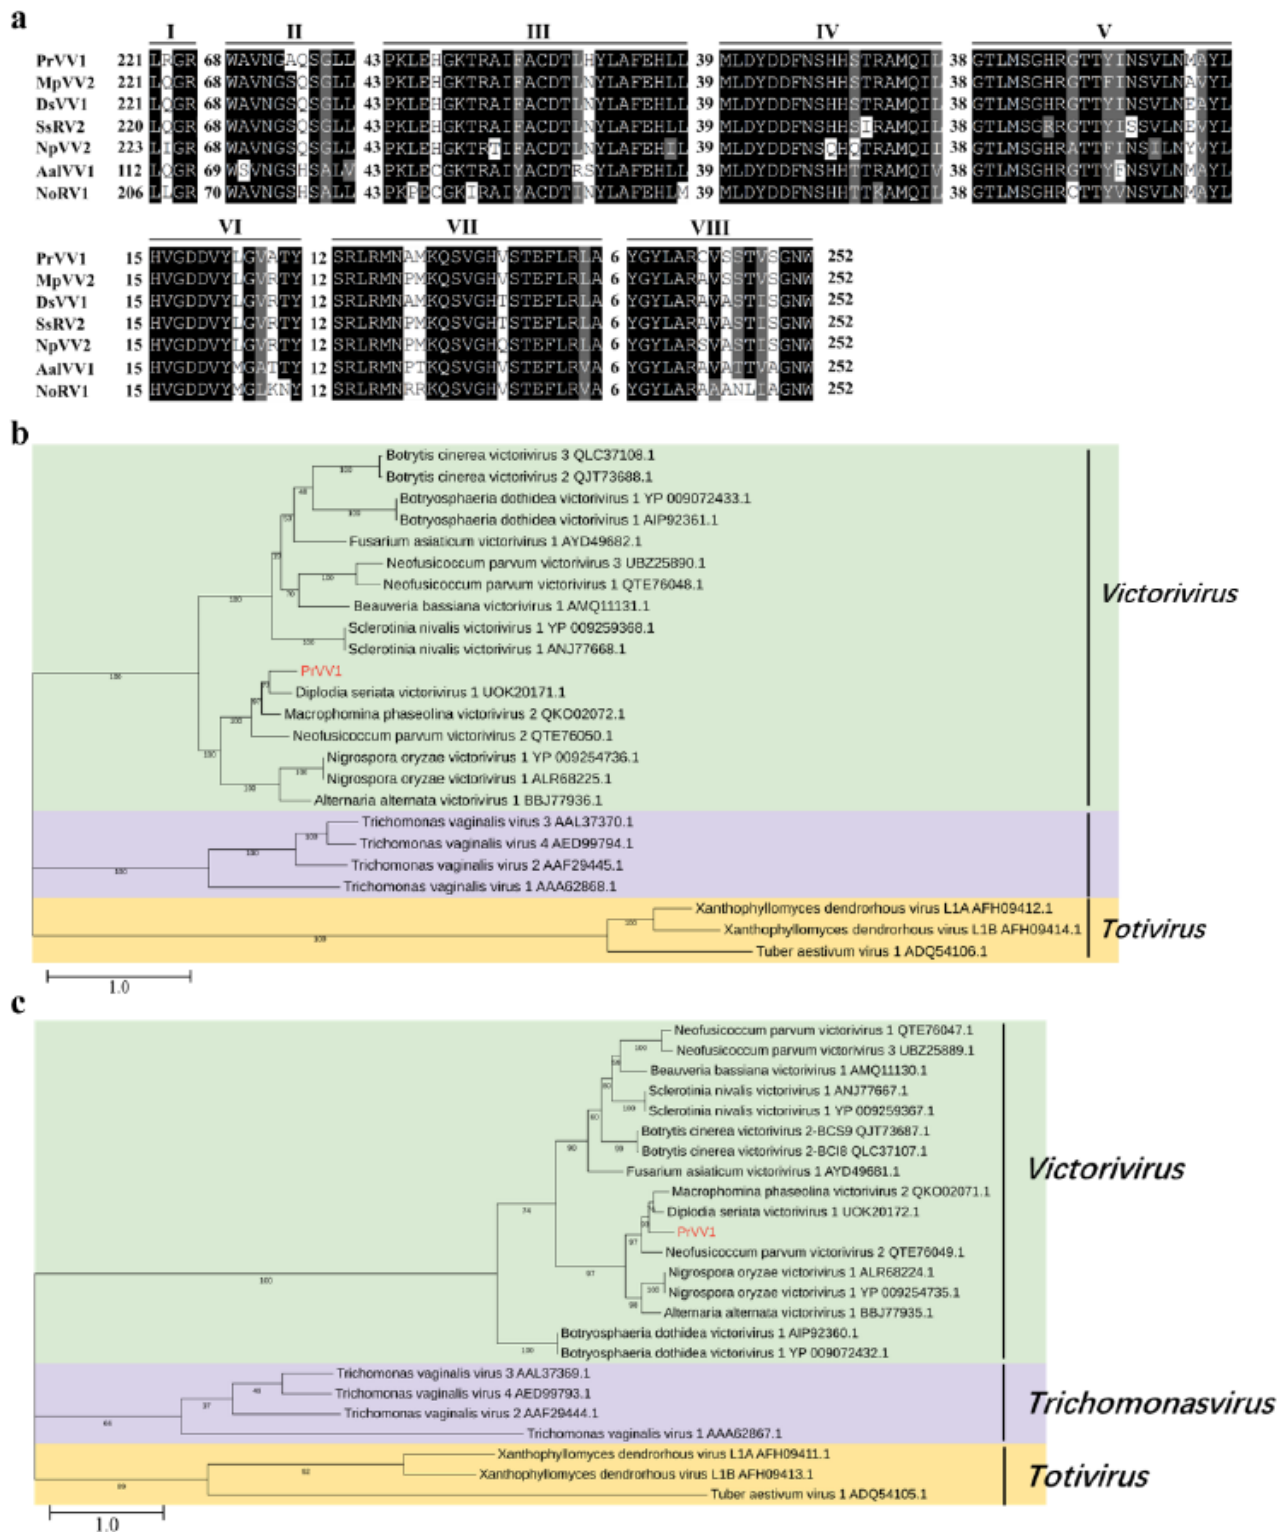 a
I II III IV V
PrVV1 221 LRGR 68 WAVNGAQSGLL 43 PKLEHGKTRAIFACDTLHYLAFEHLL 39 MLDYDDFNSHHSTRAMQIL 38 GTLMSGHRGTTYINSVLNMAYL
MpVV2 221 LQGR 68 WAVNGSQSGLL 43 PKLEHGKTRAIFACDTLNYLAFEHLL 39 MLDYDDFNSHHSTRAMQIL 38 GTLMSGHRGTTYINSVLNEAYL
DsVV1 221 LQGR 68 WAVNGSQSGLL 43 PKLEHGKTRAIFACDTLNYLAFEHLL 39 MLDYDDFNSHHSTRAMQIL 38 GTLMSGHRGTTYINSVLNMAYL
SsRV2 220 LQGR 68 WAVNGSQSGLL 43 PKLEHGKTRAIFACDTLNYLAFEHLL 39 MLDYDDFNSHHSIRAMQIL 38 GTLMSGRRGTTYISSVLNEVYL
NpVV2 223 LIGR 68 WAVNGSQSGLL 43 PKLEHGKTRTIFACDTLNYLAFEHIL 39 MLDYDDFNSQHQTRAMQIL 38 GTLMSGHRATTFINSILNYVYL
AalVV1 112 LQGR 69 WSVNGSHSALV 43 PKLECGKTRAIYACDTRSYLAFEHLL 39 MLDYDDFNSHHTTRAMQIV 38 GTLMSGHRATTYFNSVLNMAYL
NoRV1 206 LLGR 70 WAVNGSHSALL 43 PKPECGKIRAIYACDTINYLAFEHLM 39 MLDYDDFNSHHTTKAMQIL 38 GTLMSGHRCTTYVNSVLNMAYL
VI VII VIII
PrVV1 15 HVGDDVYLGVATY 12 SRLRMNAMKQSVGHVSTEFLRLA 6 YGYLARCVSSTVSGNW 252
MpVV2 15 HVGDDVYLGVRTY 12 SRLRMNPMKQSVGHVSTEFLRLA 6 YGYLARAVSSTVSGNW 252
DsVV1 15 HVGDDVYLGVRTY 12 SRLRMNAMKQSVGHTSTEFLRLA 6 YGYLARAVASTISGNW 252
SsRV2 15 HVGDDVYLGVRTY 12 SRLRMNPMKQSVGHTSTEFLRLA 6 YGYLARAVASTISGNW 252
NpVV2 15 HVGDDVYLGVRTY 12 SRLRMNPMKQSVGHQSTEFLRLA 6 YGYLARSVASTISGNW 252
AalVV1 15 HVGDDVYMGATTY 12 SRLRMNPTKQSVGHVSTEFLRVA 6 YGYLARAVATTVAGNW 252
NoRV1 15 HVGDDVYMGLKNY 12 SRLRMNRRKQSVGHVSTEFLRVA 6 YGYLARAAANLIAGNW 252
b
Botrytis cinerea victorivirus 3 QLC37108.1
Botrytis cinerea victorivirus 2 QJT73688.1
Botryosphaeria dothidea victorivirus 1 YP 009072433.1
Botryosphaeria dothidea victorivirus 1 AIP92361.1
Fusarium asiaticum victorivirus 1 AYD49682.1
Neofusicoccum parvum victorivirus 3 UBZ25890.1
Neofusicoccum parvum victorivirus 1 QTE76048.1
Beauveria bassiana victorivirus 1 AMQ11131.1
Sclerotinia nivalis victorivirus 1 YP 009259368.1
Sclerotinia nivalis victorivirus 1 ANJ77668.1
PrVV1
Diplodia seriata victorivirus 1 UOK20171.1
Macrophomina phaseolina victorivirus 2 QKO02072.1
Neofusicoccum parvum victorivirus 2 QTE76050.1
Nigrospora oryzae victorivirus 1 YP 009254736.1
Nigrospora oryzae victorivirus 1 ALR68225.1
Alternaria alternata victorivirus 1 BBJ77936.1
Victorivirus
Trichomonas vaginalis virus 3 AAL37370.1
Trichomonas vaginalis virus 4 AED99794.1
Trichomonas vaginalis virus 2 AAF29445.1
Trichomonas vaginalis virus 1 AAA62868.1
Xanthophyllomyces dendrorhous virus L1A AFH09412.1
Xanthophyllomyces dendrorhous virus L1B AFH09414.1
Tuber aestivum virus 1 ADQ54106.1
Totivirus
1.0
c
Neofusicoccum parvum victorivirus 1 QTE76047.1
Neofusicoccum parvum victorivirus 3 UBZ25889.1
Beauveria bassiana victorivirus 1 AMQ11130.1
Sclerotinia nivalis victorivirus 1 ANJ77667.1
Sclerotinia nivalis victorivirus 1 YP 009259367.1
Botrytis cinerea victorivirus 2-BCS9 QJT73687.1
Botrytis cinerea victorivirus 2-BCI8 QLC37107.1
Fusarium asiaticum victorivirus 1 AYD49681.1
Macrophomina phaseolina victorivirus 2 QKO02071.1
Diplodia seriata victorivirus 1 UOK20172.1
PrVV1
Neofusicoccum parvum victorivirus 2 QTE76049.1
Nigrospora oryzae victorivirus 1 ALR68224.1
Nigrospora oryzae victorivirus 1 YP 009254735.1
Alternaria alternata victorivirus 1 BBJ77935.1
Botryosphaeria dothidea victorivirus 1 AIP92360.1
Botryosphaeria dothidea victorivirus 1 YP 009072432.1
Victorivirus
Trichomonas vaginalis virus 3 AAL37369.1
Trichomonas vaginalis virus 4 AED99793.1
Trichomonas vaginalis virus 2 AAF29444.1
Trichomonas vaginalis virus 1 AAA62867.1
Trichomonasvirus
Xanthophyllomyces dendrorhous virus L1A AFH09411.1
Xanthophyllomyces dendrorhous virus L1B AFH09413.1
Tuber aestivum virus 1 ADQ54105.1
Totivirus
1.0